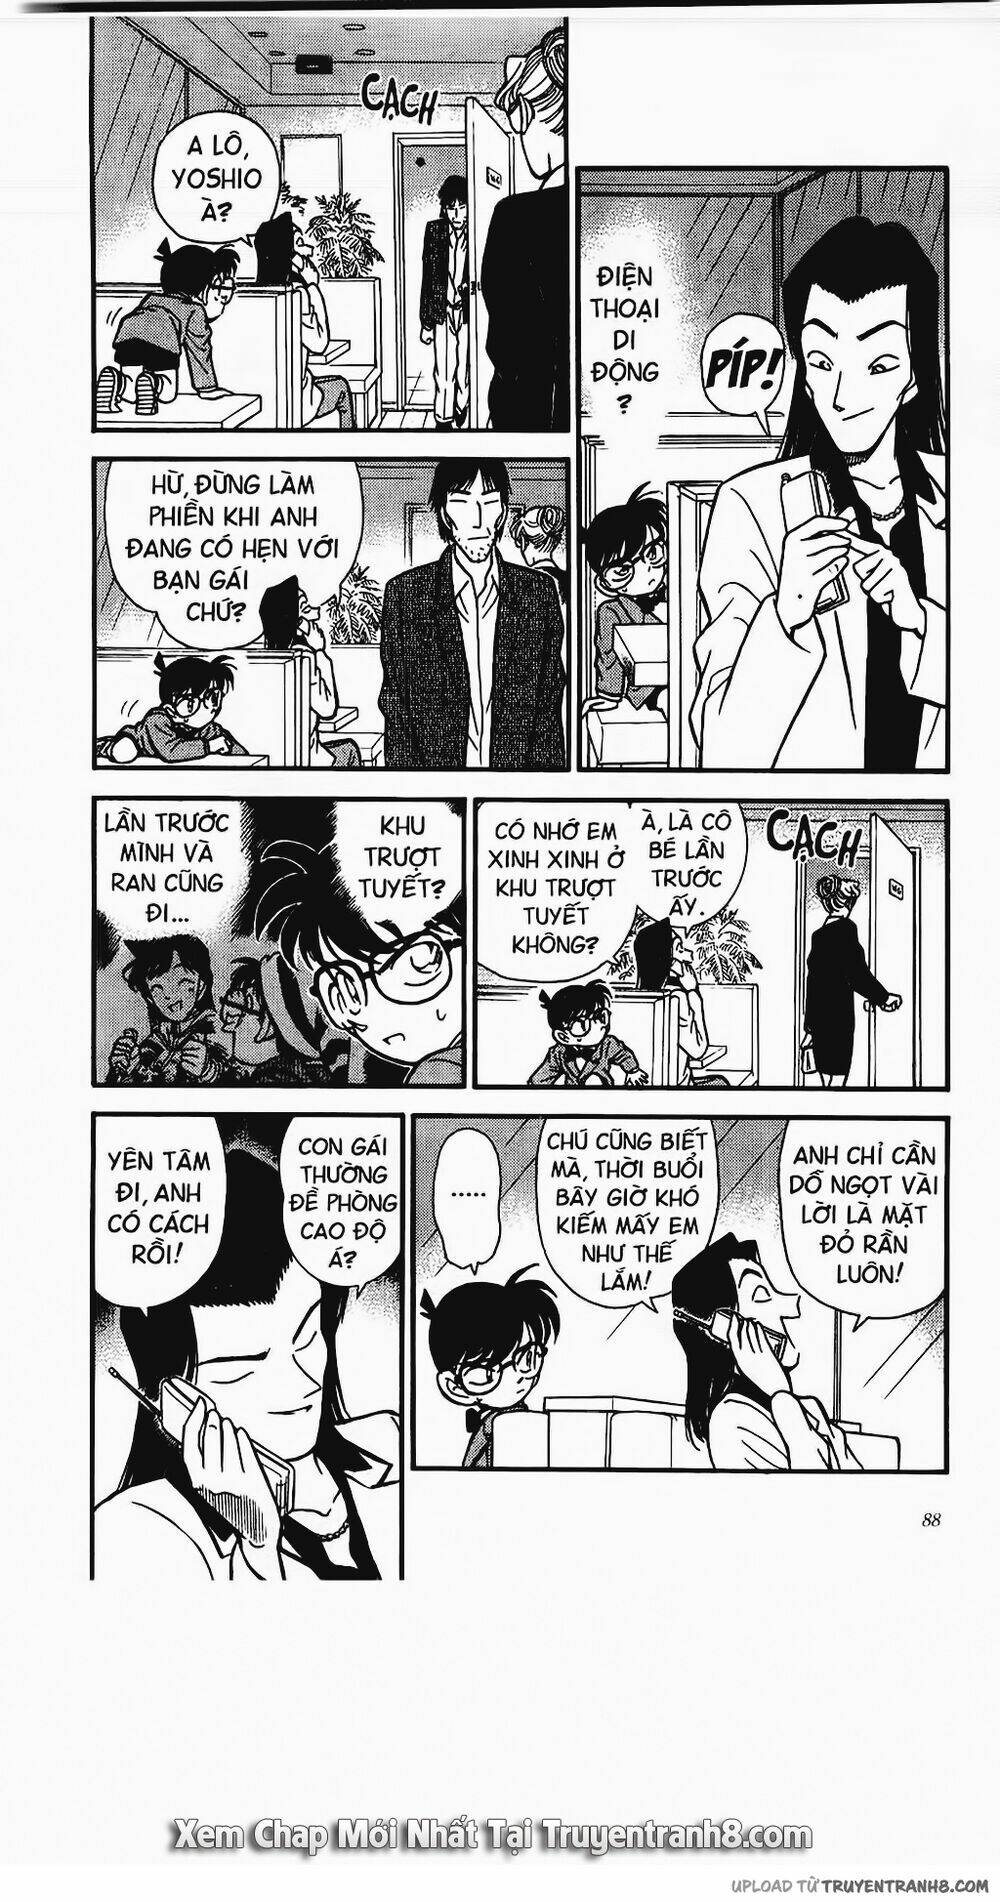 PÍP!
ĐIỆN
THOẠI
DI
ĐỘNG
?
CẠCH
A LÔ,
YOSHIO
À?
HỪ, ĐỪNG LÀM
PHIỀN KHI ANH
ĐANG CÓ HẸN VỚI
BẠN GÁI
CHỨ?
CẠCH
À, LÀ CÔ
BÉ LẦN
TRƯỚC
ẤY.
CÓ NHỚ EM
XINH XINH Ở
KHU TRƯỢT
TUYẾT
KHÔNG?
KHU
TRƯỢT
TUYẾT?
LẦN TRƯỚC
MÌNH VÀ
RAN CŨNG
ĐI...
ANH CHỈ CẦN
DỖ NGỌT VÀI
LỜI LÀ MẶT
ĐỎ RẦN
LUÔN!
CHÚ CŨNG BIẾT
MÀ, THỜI BUỔI
BÂY GIỜ KHÓ
KIẾM MẤY EM
NHƯ THẾ
LẮM!
.....
CON GÁI
THƯỜNG
ĐỀ PHÒNG
CAO ĐỘ
Á?
YÊN TÂM
ĐI, ANH
CÓ CÁCH
RỒI!
88
Xem Chap Mới Nhất Tại Truyentranh8.com
UPLOAD TỪ TRUYENTRANH8.COM